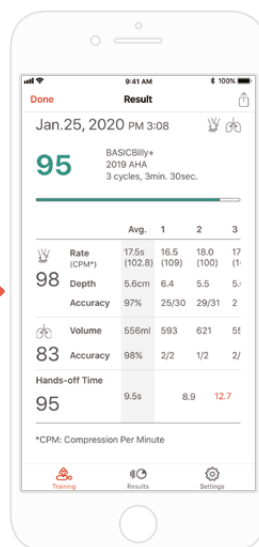 9:41 AM 100%
Done Result
Jan.25, 2020 PM 3:08
95
BASICBilly+
2019 AHA
3 cycles, 3min. 30sec.
Avg. 1 2 3
Rate 17.5s 16.5 18.0 17
(CPM*) (102.8) (109) (100)
98 Depth 5.6cm 6.4 5.5 5.
Accuracy 97% 25/30 29/31 2
Volume 556ml 593 621
83 Accuracy 98% 2/2 1/2 2/
Hands-off Time
95 9.5s 8.9 12.7
*CPM: Compression Per Minute
Training Results Settings